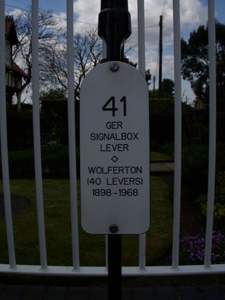 41
GER
SIGNALBOX
LEVER
◇
WOLFERTON
(40 LEVERS)
1898-1968